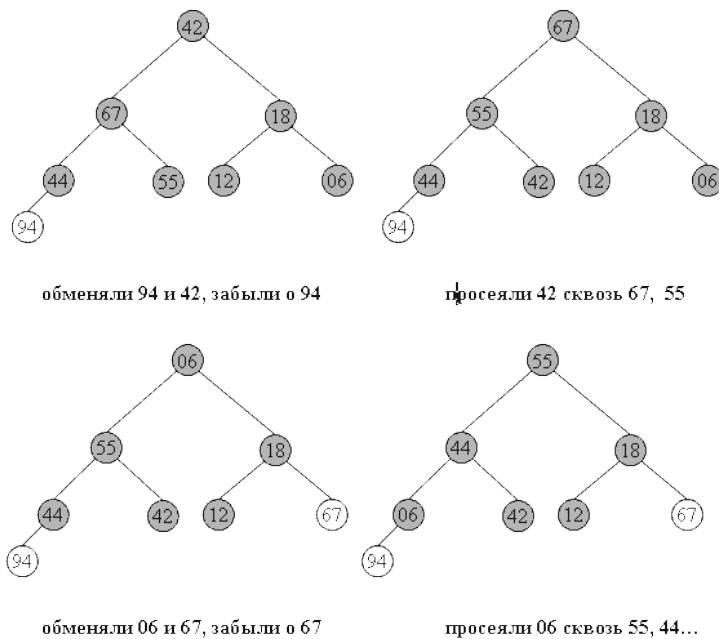 42 67
67 18 55 18
44 55 12 06 44 42 12 06
94 94
обменяли 94 и 42, забыли о 94 просеяли 42 сквозь 67, 55
06 55
55 18 44 18
44 42 12 67 06 42 12 67
94 94
обменяли 06 и 67, забыли о 67 просеяли 06 сквозь 55, 44...